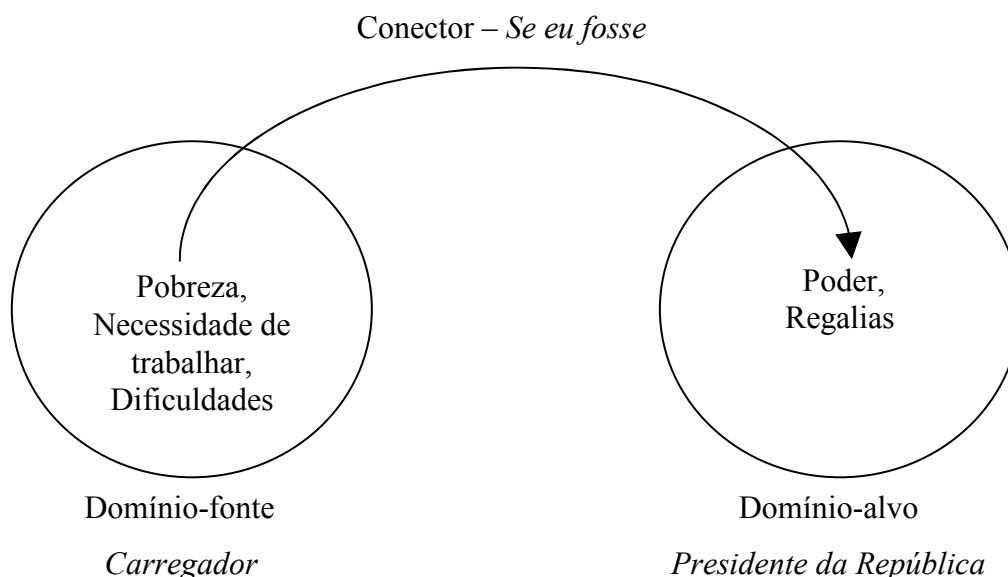 Conector – Se eu fosse
Pobreza,
Necessidade de
trabalhar,
Dificuldades
Poder,
Regalias
Domínio-fonte
Domínio-alvo
Carregador
Presidente da República